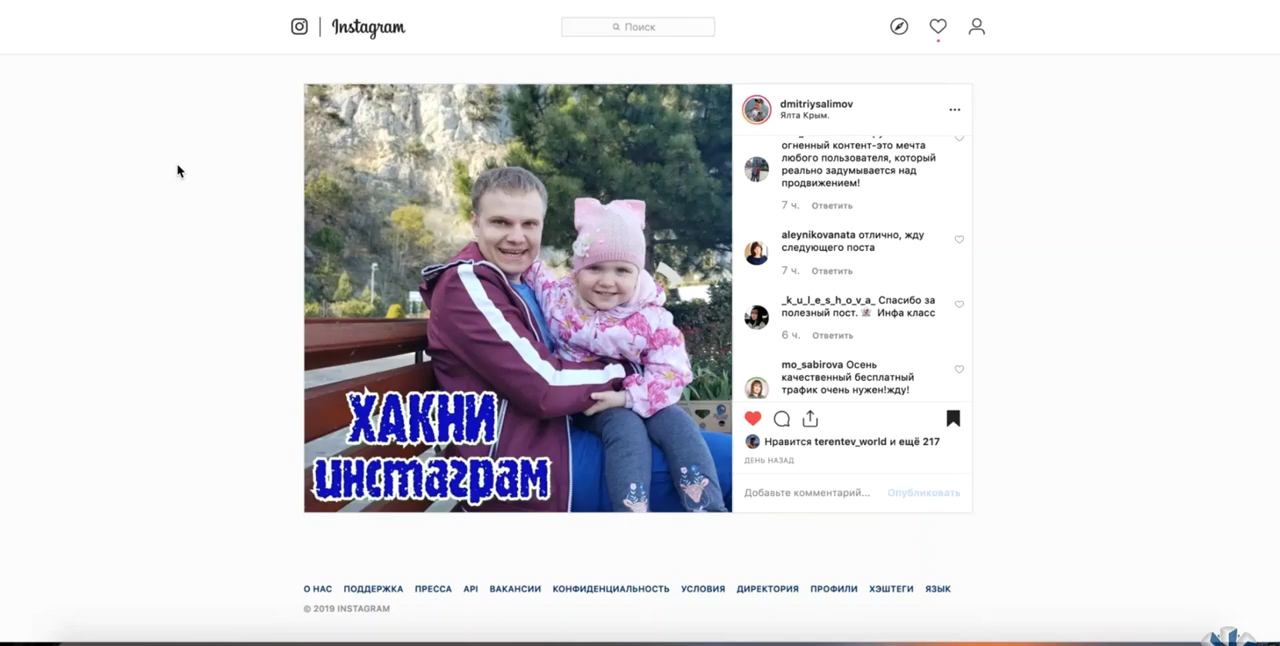 Instagram
Поиск
dmitriysalimov
Ялта Крым.
огненный контент-это мечта
любого пользователя, который
реально задумывается над
продвижением!
7 ч. Ответить
aleynikovanata отлично, жду
следующего поста
7 ч. Ответить
_k_u_l_e_s_h_o_v_a_ Спасибо за
полезный пост. Инфа класс
6 ч. Ответить
mo_sabirova Осень
качественный бесплатный
трафик очень нужен!жду!
Нравится terentev_world и ещё 217
ДЕНЬ НАЗАД
Добавьте комментарий... Опубликовать
ХАКНИ
инстаграм
О НАС ПОДДЕРЖКА ПРЕССА API ВАКАНСИИ КОНФИДЕНЦИАЛЬНОСТЬ УСЛОВИЯ ДИРЕКТОРИЯ ПРОФИЛИ ХЭШТЕГИ ЯЗЫК
© 2019 INSTAGRAM